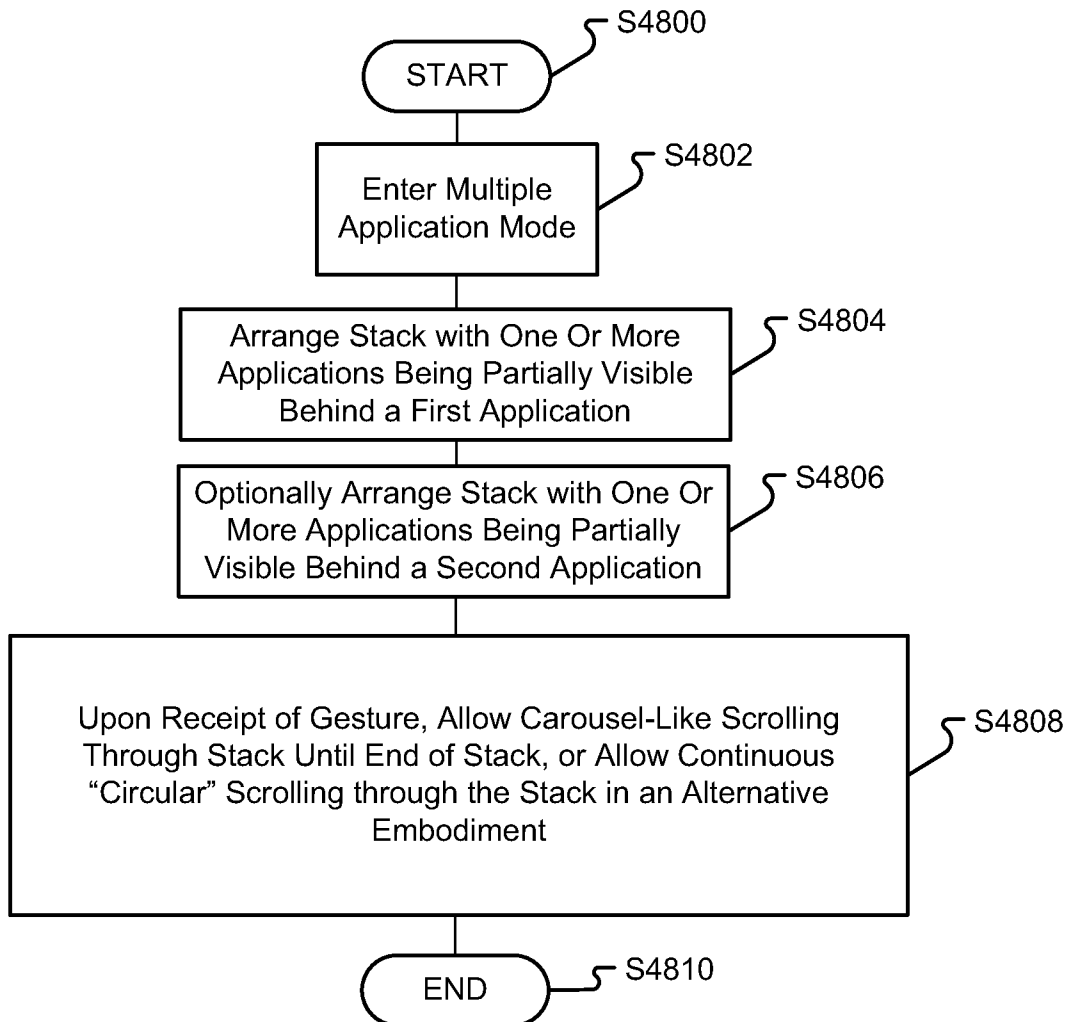 S4800
START
S4802
Enter Multiple
Application Mode
S4804
Arrange Stack with One Or More
Applications Being Partially Visible
Behind a First Application
S4806
Optionally Arrange Stack with One Or
More Applications Being Partially
Visible Behind a Second Application
Upon Receipt of Gesture, Allow Carousel-Like Scrolling
S4808
Through Stack Until End of Stack, or Allow Continuous
“Circular” Scrolling through the Stack in an Alternative
Embodiment
S4810
END